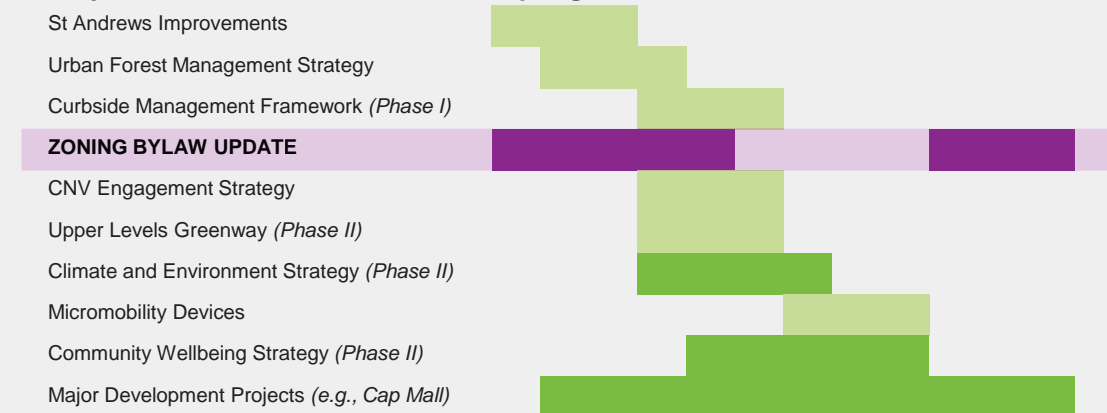 St Andrews Improvements
Urban Forest Management Strategy
Curbside Management Framework (Phase I)
ZONING BYLAW UPDATE
CNV Engagement Strategy
Upper Levels Greenway (Phase II)
Climate and Environment Strategy (Phase II)
Micromobility Devices
Community Wellbeing Strategy (Phase II)
Major Development Projects (e.g., Cap Mall)